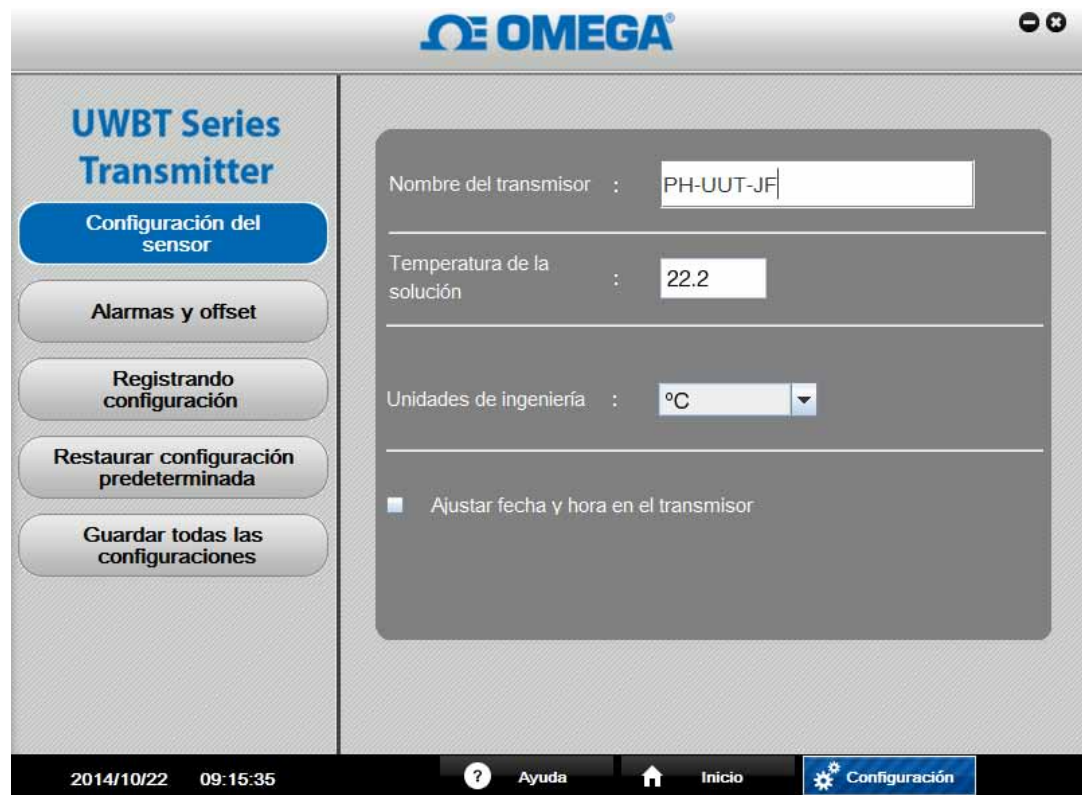 OMEGA®
UWBT Series
Transmitter
Configuración del
sensor
Alarmas y offset
Registrando
configuración
Restaurar configuración
predeterminada
Guardar todas las
configuraciones
Nombre del transmisor : PH-UUT-JF
Temperatura de la
solución : 22.2
Unidades de ingeniería : ºC
Ajustar fecha y hora en el transmisor
2014/10/22 09:15:35 ? Ayuda Inicio Configuración